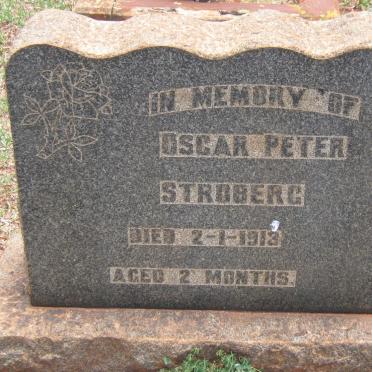 IN MEMORY OF
OSCAR PETER
STROBERG
DIED 2-1-1913
AGED 2 MONTHS.